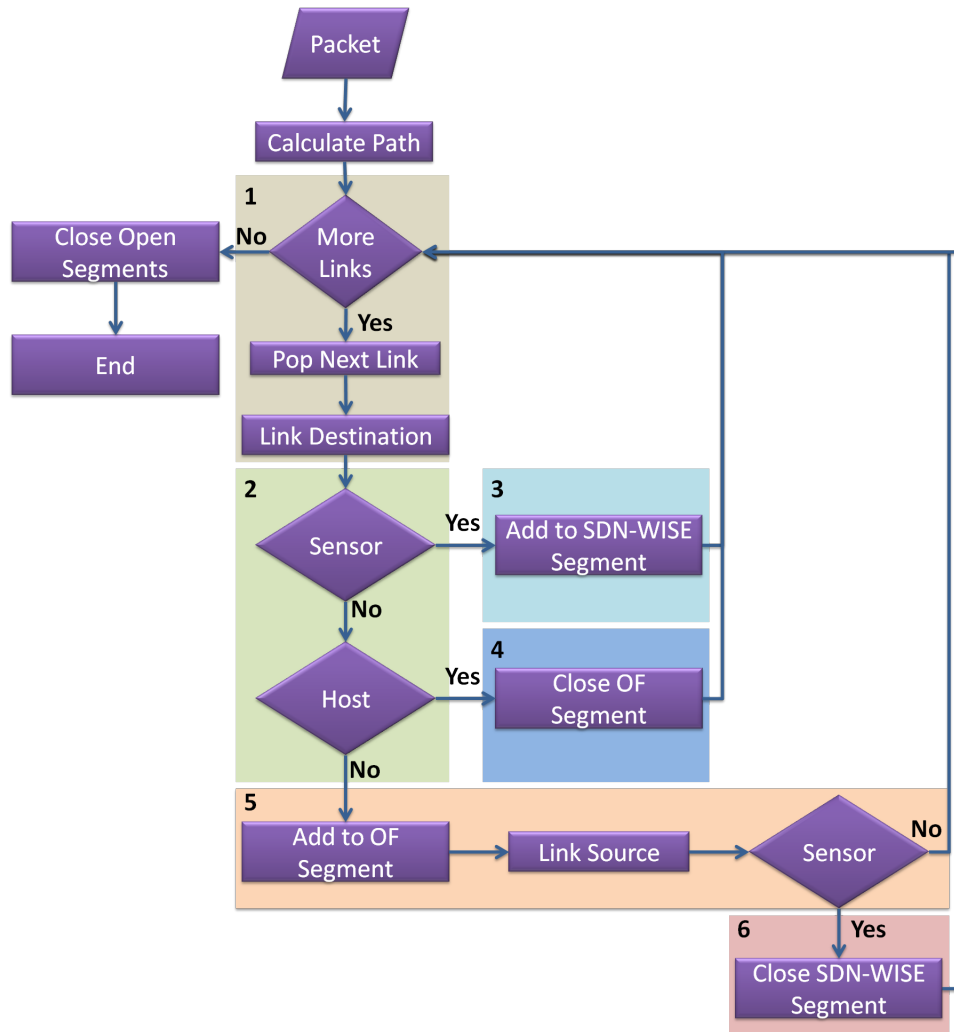 Packet
Calculate Path
1
More
Links
No
Close Open
Segments
End
Yes
Pop Next Link
Link Destination
2
Sensor
Yes
No
3
Add to SDN-WISE
Segment
Host
Yes
No
4
Close OF
Segment
5
Add to OF
Segment
Link Source
Sensor
No
Yes
6
Close SDN-WISE
Segment